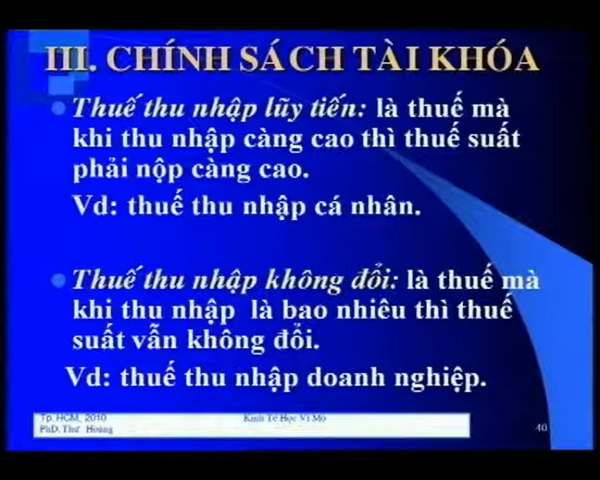 III. CHÍNH SÁCH TÀI KHÓA
Thuế thu nhập lũy tiến: là thuế mà
khi thu nhập càng cao thì thuế suất
phải nộp càng cao.
Vd: thuế thu nhập cá nhân.
Thuế thu nhập không đổi: là thuế mà
khi thu nhập là bao nhiêu thì thuế
suất vẫn không đổi.
Vd: thuế thu nhập doanh nghiệp.
Tp. HCM, 2010 Kinh Tế Học Vĩ Mô
PhD. Thư Hoàng
40